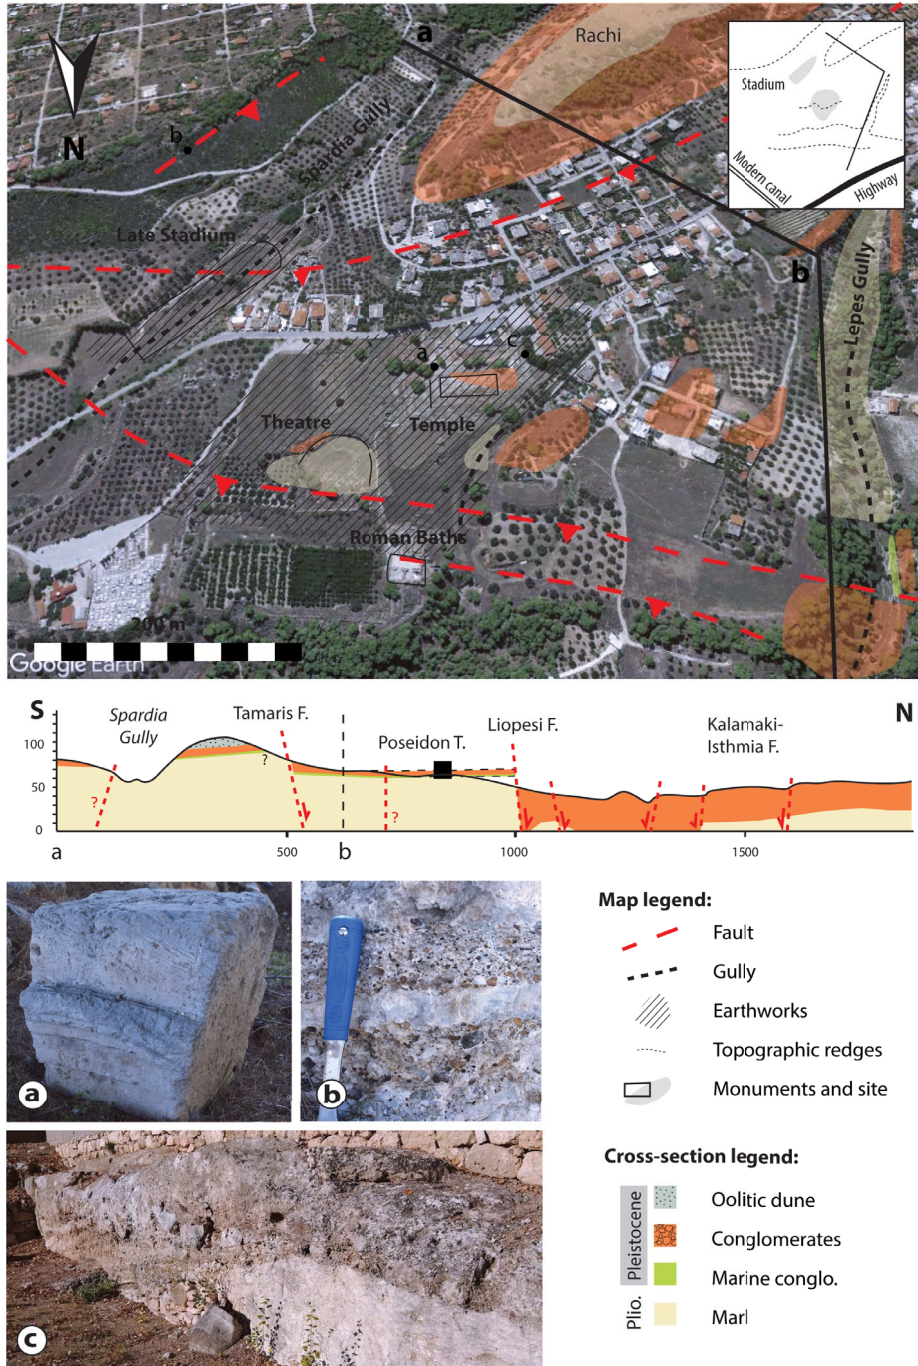 a
Rachi
Stadium
Modern canal
Highway
N
b
ardia Gully
Late Stadium
b
Lepes Gully
a
c
Theatre
Temple
Roman Baths
200 m
Google Earth
S
Spardia
Gully
Tamaris F.
Poseidon T.
Liopesi F.
Kalamaki-
Isthmia F.
N
100
50
0
?
?
?
a
500
b
1000
1500
a
b
c
Map legend:
Fault
Gully
Earthworks
Topographic redges
Monuments and site
Cross-section legend:
Pleistocene
Oolitic dune
Conglomerates
Marine conglo.
Plio.
Marl